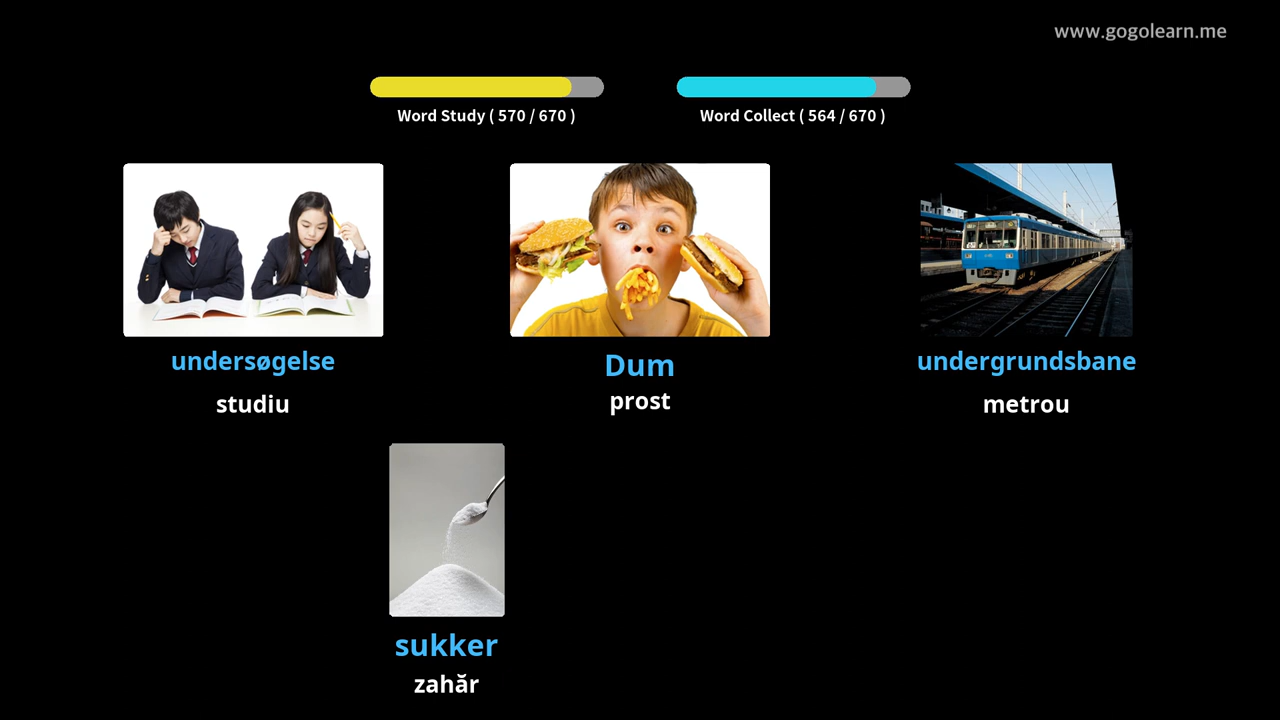 www.gogolearn.me
Word Study ( 570 / 670 )
Word Collect ( 564 / 670 )
undersøgelse
studiu
Dum
prost
undergrundsbane
metrou
sukker
zahăr